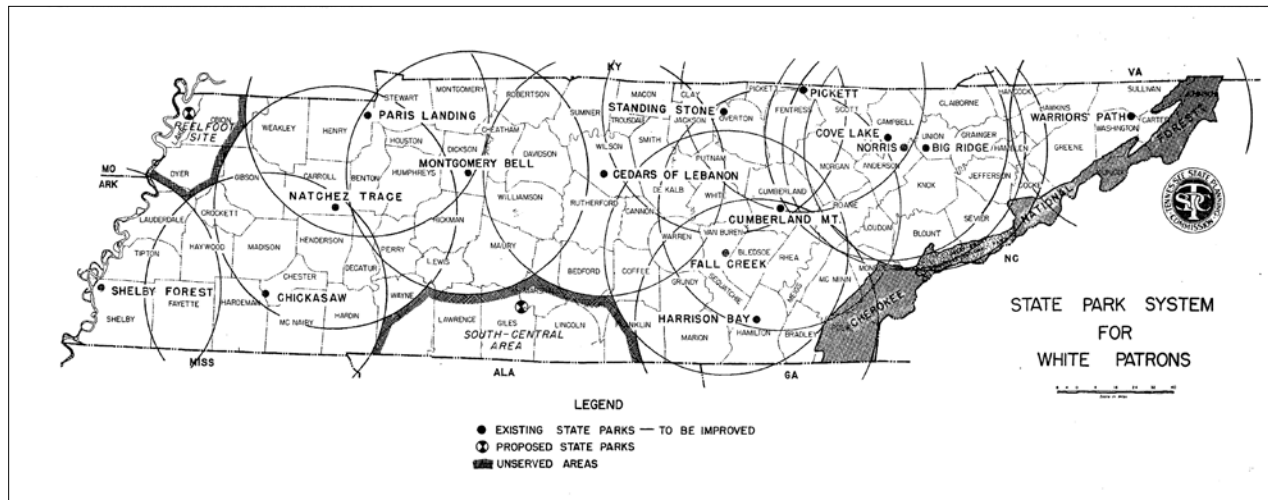 KY
VA
MO
ARK
MISS
ALA
GA
NC
REELFOOT
SITE
LAKE
OBION
WEAKLEY
HENRY
STEWART
MONTGOMERY
ROBERTSON
SUMNER
MACON
CLAY
PICKETT
TROUSDALE
JACKSON
OVERTON
FENTRESS
SCOTT
CAMPBELL
CLAIBORNE
HANCOCK
HAWKINS
SULLIVAN
JOHNSON
CARTER
WASHINGTON
GREENE
UNION
GRAINGER
HAMBLEN
JEFFERSON
COCKE
SEVIER
KNOX
ANDERSON
MORGAN
ROANE
LOUDON
BLOUNT
PARIS LANDING
STANDING STONE
PICKETT
COVE LAKE
NORRIS
BIG RIDGE
WARRIORS' PATH
MONTGOMERY BELL
CEDARS OF LEBANON
NATCHEZ TRACE
CUMBERLAND MT.
FALL CREEK
HARRISON BAY
SHELBY FOREST
CHICKASAW
SOUTH-CENTRAL
AREA
DYER
GIBSON
CARROLL
BENTON
HOUSTON
HUMPHREYS
DICKSON
CHEATHAM
DAVIDSON
WILSON
SMITH
PUTNAM
DE KALB
WHITE
CUMBERLAND
LAUDERDALE
CROCKETT
HAYWOOD
MADISON
HENDERSON
DECATUR
PERRY
HICKMAN
WILLIAMSON
RUTHERFORD
CANNON
WARREN
VAN BUREN
BLEDSOE
RHEA
MEIGS
MC MINN
TIPTON
SHELBY
FAYETTE
HARDEMAN
CHESTER
MC NAIRY
HARDIN
WAYNE
LEWIS
MAURY
BEDFORD
COFFEE
GRUNDY
SEQUATCHIE
LAWRENCE
GILES
LINCOLN
FRANKLIN
MARION
HAMILTON
BRADLEY
CHEROKEE
NATIONAL
FOREST
TENNESSEE STATE PLANNING
COMMISSION
STATE PARK SYSTEM
FOR
WHITE PATRONS
LEGEND
EXISTING STATE PARKS — TO BE IMPROVED
PROPOSED STATE PARKS
UNSERVED AREAS